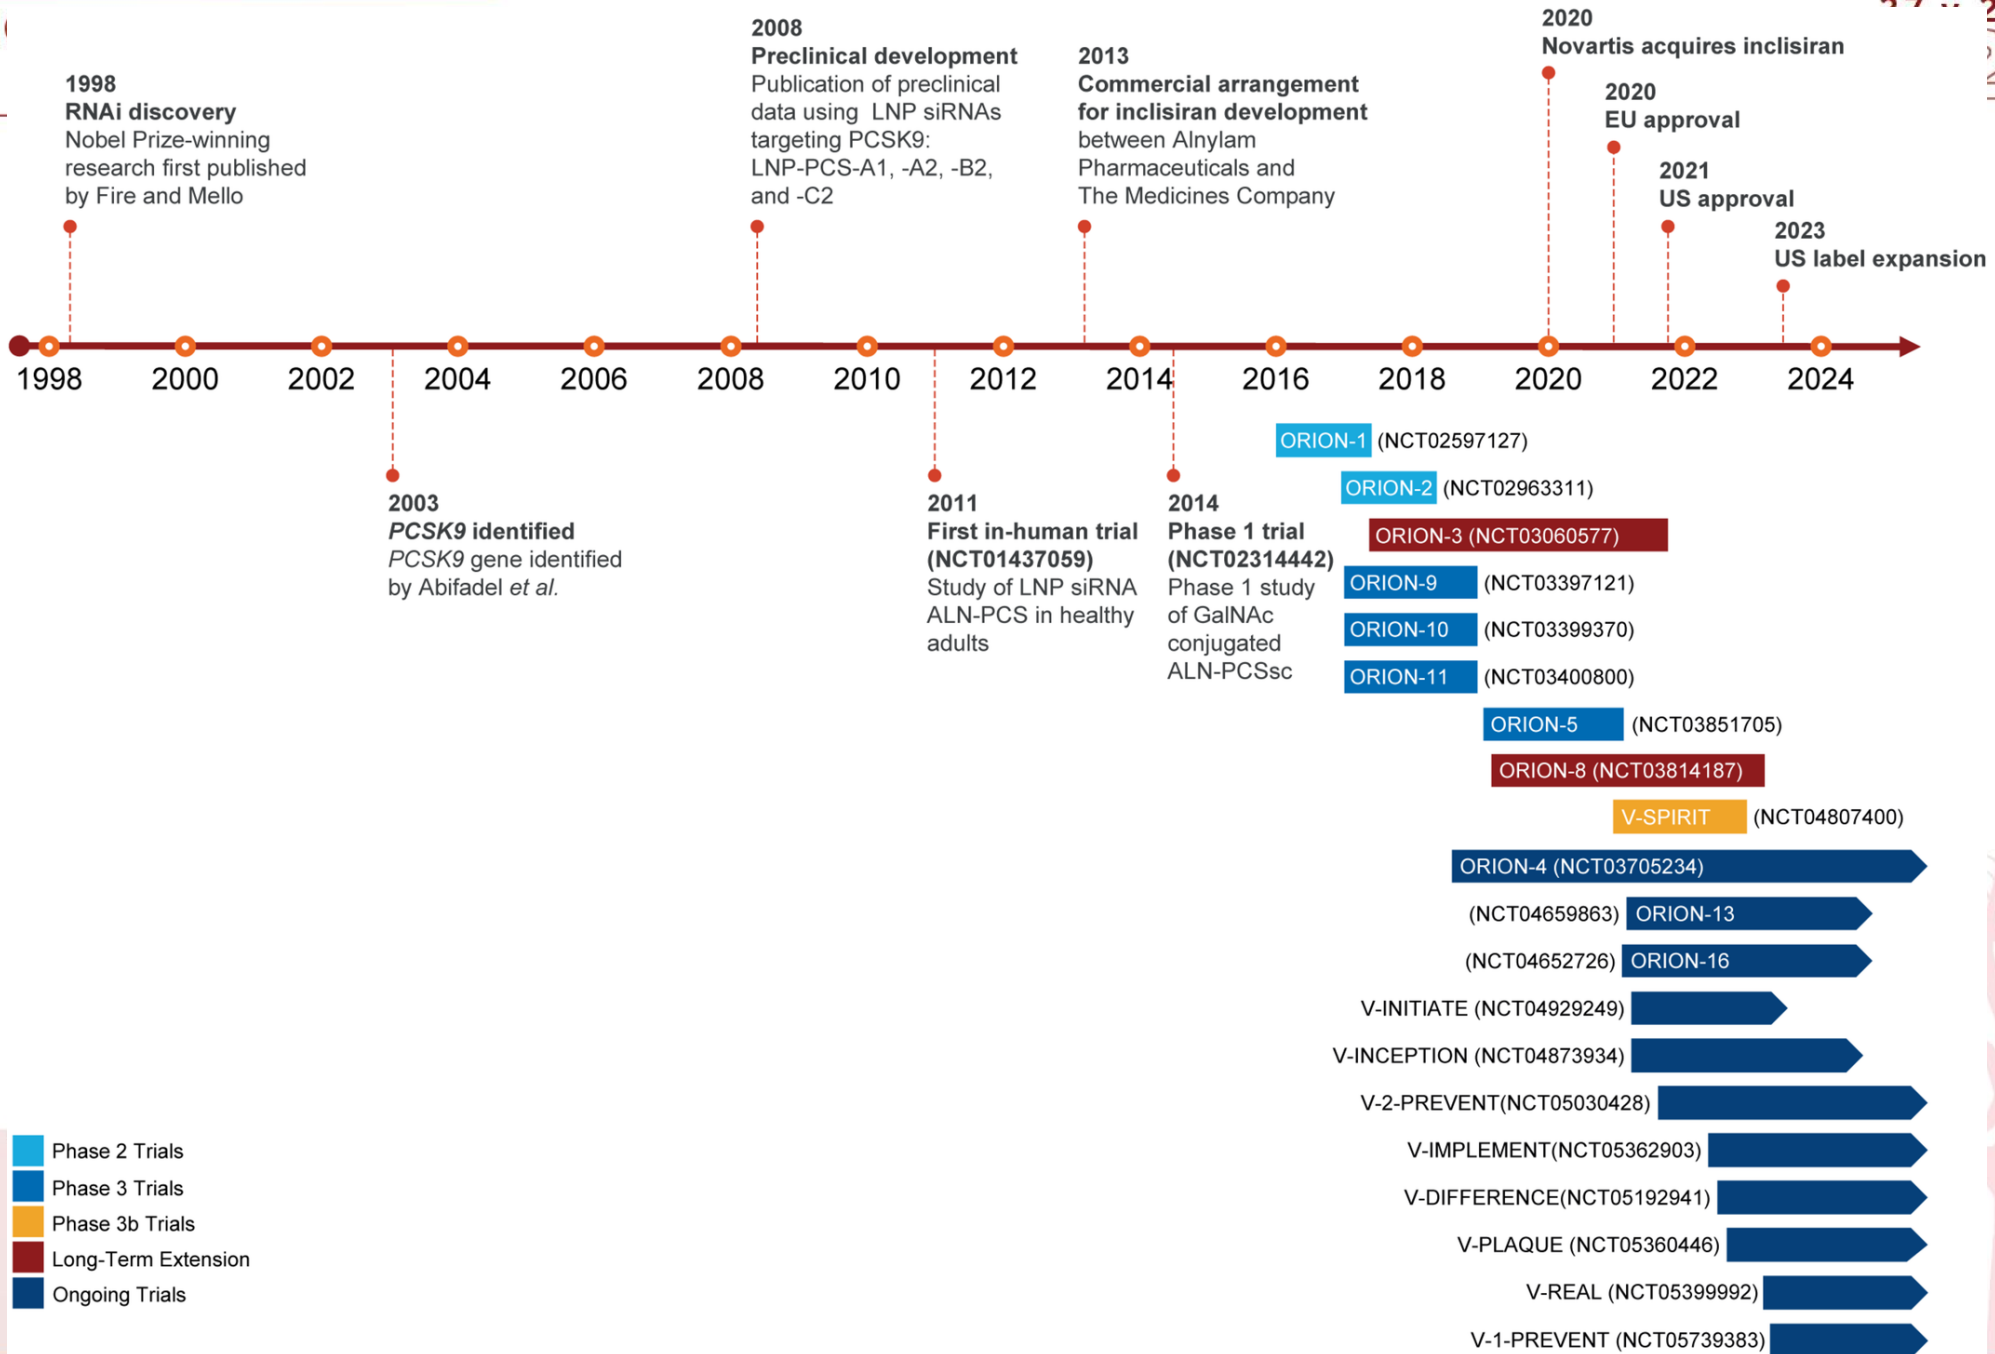 1998
RNAi discovery
Nobel Prize-winning
research first published
by Fire and Mello
2008
Preclinical development
Publication of preclinical
data using LNP siRNAs
targeting PCSK9:
LNP-PCS-A1, -A2, -B2,
and -C2
2013
Commercial arrangement
for inclisiran development
between Alnylam
Pharmaceuticals and
The Medicines Company
2020
Novartis acquires inclisiran
2020
EU approval
2021
US approval
2023
US label expansion
1998 2000 2002 2004 2006 2008 2010 2012 2014 2016 2018 2020 2022 2024
2003
PCSK9 identified
PCSK9 gene identified
by Abifadel et al.
2011
First in-human trial
(NCT01437059)
Study of LNP siRNA
ALN-PCS in healthy
adults
2014
Phase 1 trial
(NCT02314442)
Phase 1 study
of GalNAc
conjugated
ALN-PCSsc
ORION-1 (NCT02597127)
ORION-2 (NCT02963311)
ORION-3 (NCT03060577)
ORION-9 (NCT03397121)
ORION-10 (NCT03399370)
ORION-11 (NCT03400800)
ORION-5 (NCT03851705)
ORION-8 (NCT03814187)
V-SPIRIT (NCT04807400)
ORION-4 (NCT03705234)
(NCT04659863) ORION-13
(NCT04652726) ORION-16
V-INITIATE (NCT04929249)
V-INCEPTION (NCT04873934)
V-2-PREVENT(NCT05030428)
V-IMPLEMENT(NCT05362903)
V-DIFFERENCE(NCT05192941)
V-PLAQUE (NCT05360446)
V-REAL (NCT05399992)
V-1-PREVENT (NCT05739383)
Phase 2 Trials
Phase 3 Trials
Phase 3b Trials
Long-Term Extension
Ongoing Trials